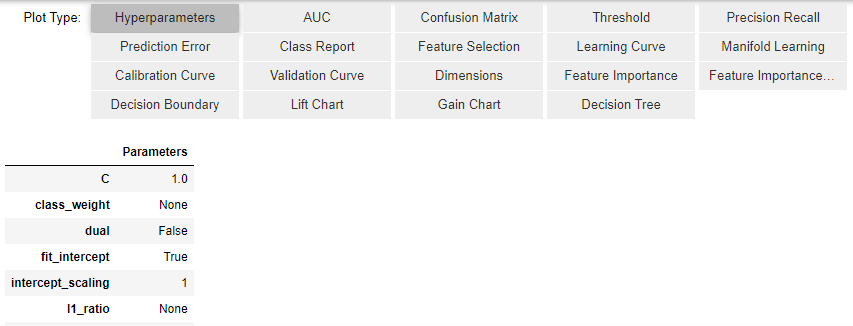 Plot Type: Hyperparameters AUC Confusion Matrix Threshold Precision Recall
Prediction Error Class Report Feature Selection Learning Curve Manifold Learning
Calibration Curve Validation Curve Dimensions Feature Importance Feature Importance...
Decision Boundary Lift Chart Gain Chart Decision Tree
Parameters
C 1.0
class_weight None
dual False
fit_intercept True
intercept_scaling 1
l1_ratio None